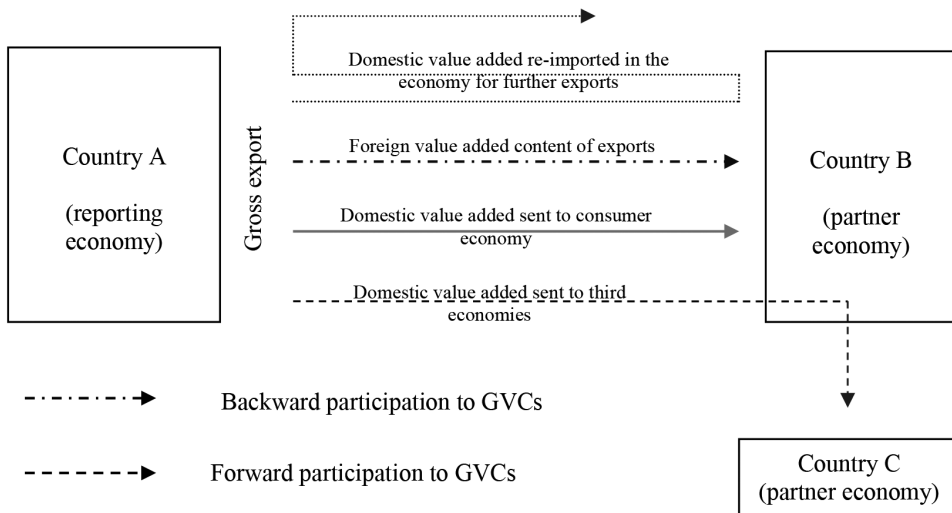 Domestic value added re-imported in the
economy for further exports
Country A
(reporting
economy)
Gross export
Foreign value added content of exports
Domestic value added sent to consumer
economy
Domestic value added sent to third
economies
Country B
(partner
economy)
Backward participation to GVCs
Forward participation to GVCs
Country C
(partner economy)